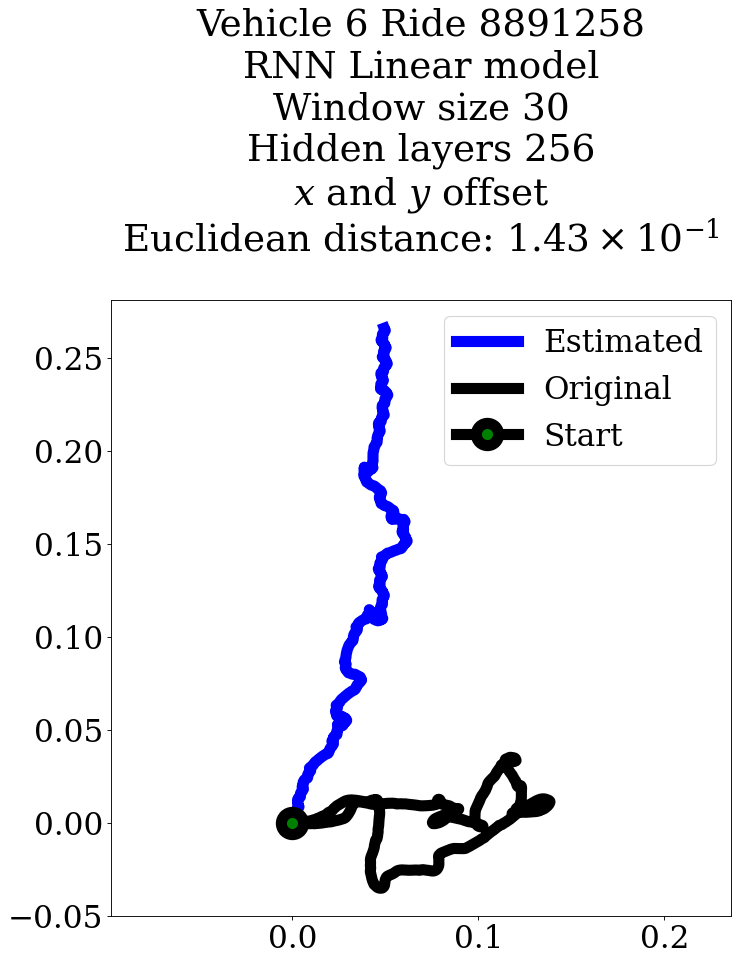 Vehicle 6 Ride 8891258
RNN Linear model
Window size 30
Hidden layers 256
x and y offset
Euclidean distance: 1.43 × 10⁻¹
Estimated
Original
Start
0.25
0.20
0.15
0.10
0.05
0.00
−0.05
0.0 0.1 0.2